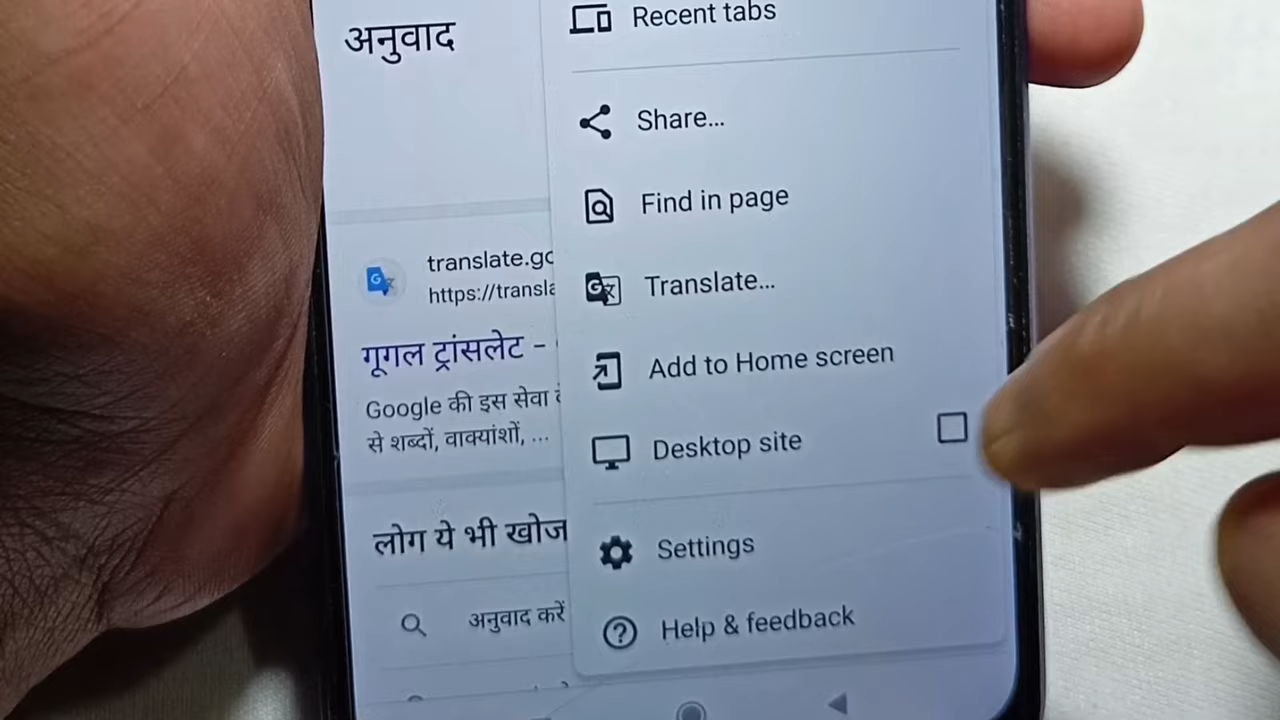 अनुवाद
translate.go
https://transla
गूगल ट्रांसलेट -
Google की इस सेवा
से शब्दों, वाक्यांशों, ...
लोग ये भी खोज
अनुवाद करें
Recent tabs
Share...
Find in page
Translate...
Add to Home screen
Desktop site
Settings
Help & feedback